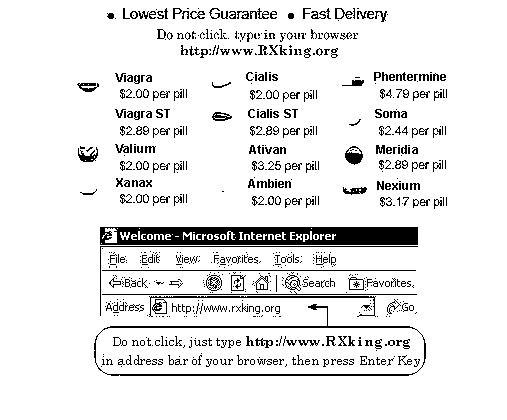 • Lowest Price Guarantee • Fast Delivery
Do not click, type in your browser
http://www.RXking.org
Viagra Cialis Phentermine
$2.00 per pill $2.00 per pill $4.79 per pill
Viagra ST Cialis ST Soma
$2.89 per pill $2.89 per pill $2.44 per pill
Valium Ativan Meridia
$2.00 per pill $3.25 per pill $2.89 per pill
Xanax Ambien Nexium
$2.00 per pill $2.00 per pill $3.17 per pill
Welcome - Microsoft Internet Explorer
File Edit View Favorites Tools Help
Back Search Favorites
Address http://www.rxking.org Go
Do not click, just type http://www.RXking.org
in address bar of your browser, then press Enter Key